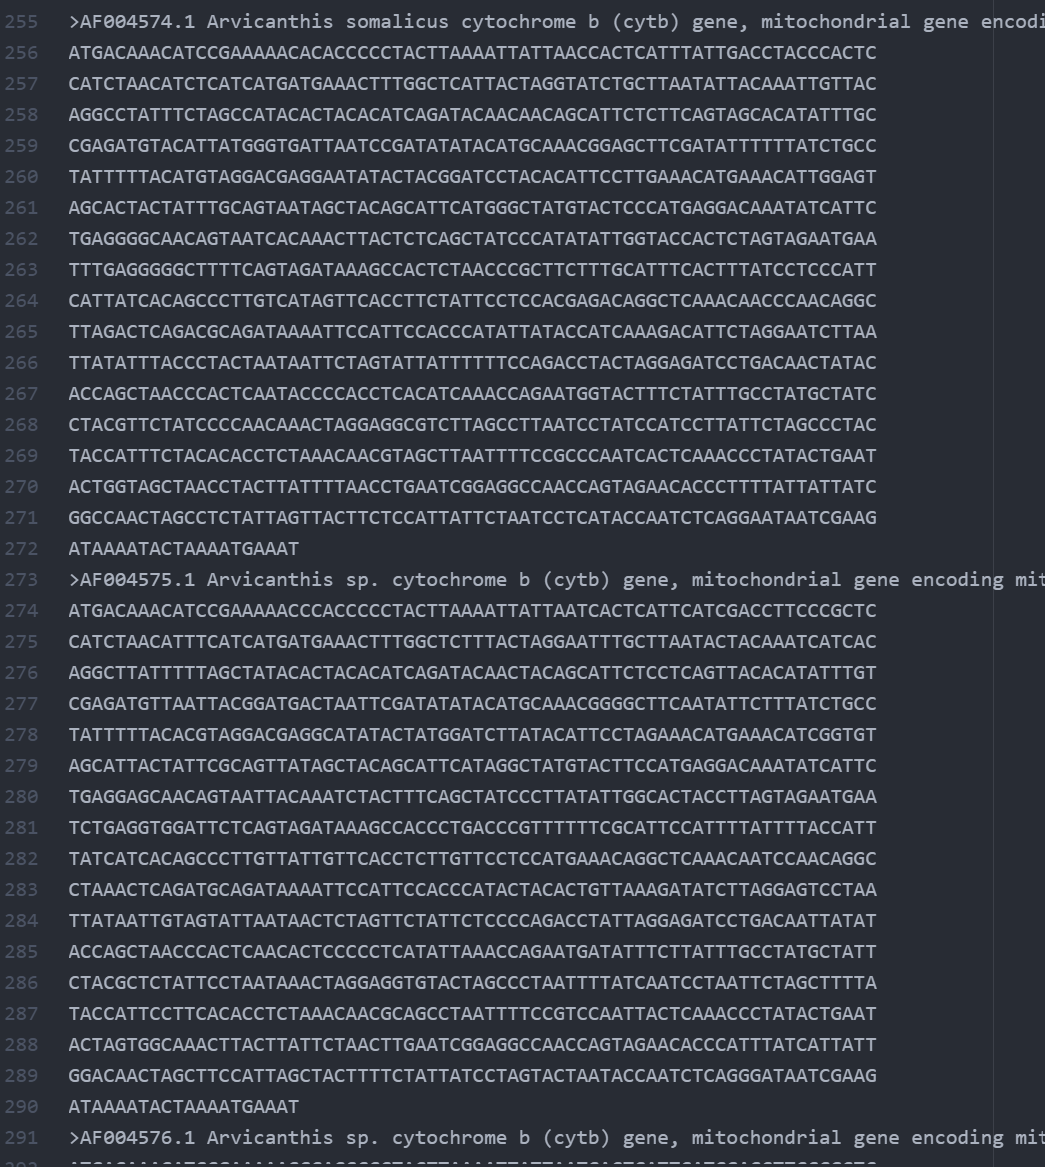 255 >AF004574.1 Arvicanthis somalicus cytochrome b (cytb) gene, mitochondrial gene encodi
256 ATGACAAACATCCGAAAAACACACCCCCTACTTAAAATTATTAACCACTCATTTATTGACCTACCCACTC
257 CATCTAACATCTCATCATGATGAAACTTTGGCTCATTACTAGGTATCTGCTTAATATTACAAATTGTTAC
258 AGGCCTATTTCTAGCCATACACTACACATCAGATACAACAACAGCATTCTCTTCAGTAGCACATATTTGC
259 CGAGATGTACATTATGGGTGATTAATCCGATATATACATGCAAACGGAGCTTCGATATTTTTTATCTGCC
260 TATTTTTACATGTAGGACGAGGAATATACTACGGATCCTACACATTCCTTGAAACATGAAACATTGGAGT
261 AGCACTACTATTTGCAGTAATAGCTACAGCATTCATGGGCTATGTACTCCCATGAGGACAAATATCATTC
262 TGAGGGGCAACAGTAATCACAAACTTACTCTCAGCTATCCCATATATTGGTACCACTCTAGTAGAATGAA
263 TTTGAGGGGGCTTTTCAGTAGATAAAGCCACTCTAACCCGCTTCTTTGCATTTCACTTTATCCTCCCATT
264 CATTATCACAGCCCTTGTCATAGTTCACCTTCTATTCCTCCACGAGACAGGCTCAAACAACCCAACAGGC
265 TTAGACTCAGACGCAGATAAAATTCCATTCCACCCATATTATACCATCAAAGACATTCTAGGAATCTTAA
266 TTATATTTACCCTACTAATAATTCTAGTATTATTTTTTCCAGACCTACTAGGAGATCCTGACAACTATAC
267 ACCAGCTAACCCACTCAATACCCCACCTCACATCAAACCAGAATGGTACTTTCTATTTGCCTATGCTATC
268 CTACGTTCTATCCCCAACAAACTAGGAGGCGTCTTAGCCTTAATCCTATCCATCCTTATTCTAGCCCTAC
269 TACCATTTCTACACACCTCTAAACAACGTAGCTTAATTTTCCGCCCAATCACTCAAACCCTATACTGAAT
270 ACTGGTAGCTAACCTACTTATTTTAACCTGAATCGGAGGCCAACCAGTAGAACACCCTTTTATTATTATC
271 GGCCAACTAGCCTCTATTAGTTACTTCTCCATTATTCTAATCCTCATACCAATCTCAGGAATAATCGAAG
272 ATAAAATACTAAAATGAAAT
273 >AF004575.1 Arvicanthis sp. cytochrome b (cytb) gene, mitochondrial gene encoding mit
274 ATGACAAACATCCGAAAAACCCACCCCCTACTTAAAATTATTAATCACTCATTCATCGACCTTCCCGCTC
275 CATCTAACATTTCATCATGATGAAACTTTGGCTCTTTACTAGGAATTTGCTTAATACTACAAATCATCAC
276 AGGCTTATTTTTAGCTATACACTACACATCAGATACAACTACAGCATTCTCCTCAGTTACACATATTTGT
277 CGAGATGTTAATTACGGATGACTAATTCGATATATACATGCAAACGGGGCTTCAATATTCTTTATCTGCC
278 TATTTTTACACGTAGGACGAGGCATATACTATGGATCTTATACATTCCTAGAAACATGAAACATCGGTGT
279 AGCATTACTATTCGCAGTTATAGCTACAGCATTCATAGGCTATGTACTTCCATGAGGACAAATATCATTC
280 TGAGGAGCAACAGTAATTACAAATCTACTTTCAGCTATCCCTTATATTGGCACTACCTTAGTAGAATGAA
281 TCTGAGGTGGATTCTCAGTAGATAAAGCCACCCTGACCCGTTTTTTCGCATTCCATTTTATTTTACCATT
282 TATCATCACAGCCCTTGTTATTGTTCACCTCTTGTTCCTCCATGAAACAGGCTCAAACAATCCAACAGGC
283 CTAAACTCAGATGCAGATAAAATTCCATTCCACCCATACTACACTGTTAAAGATATCTTAGGAGTCCTAA
284 TTATAATTGTAGTATTAATAACTCTAGTTCTATTCTCCCCAGACCTATTAGGAGATCCTGACAATTATAT
285 ACCAGCTAACCCACTCAACACTCCCCCTCATATTAAACCAGAATGATATTTCTTATTTGCCTATGCTATT
286 CTACGCTCTATTCCTAATAAACTAGGAGGTGTACTAGCCCTAATTTTATCAATCCTAATTCTAGCTTTTA
287 TACCATTCCTTCACACCTCTAAACAACGCAGCCTAATTTTCCGTCCAATTACTCAAACCCTATACTGAAT
288 ACTAGTGGCAAACTTACTTATTCTAACTTGAATCGGAGGCCAACCAGTAGAACACCCATTTATCATTATT
289 GGACAACTAGCTTCCATTAGCTACTTTTCTATTATCCTAGTACTAATACCAATCTCAGGGATAATCGAAG
290 ATAAAATACTAAAATGAAAT
291 >AF004576.1 Arvicanthis sp. cytochrome b (cytb) gene, mitochondrial gene encoding mit